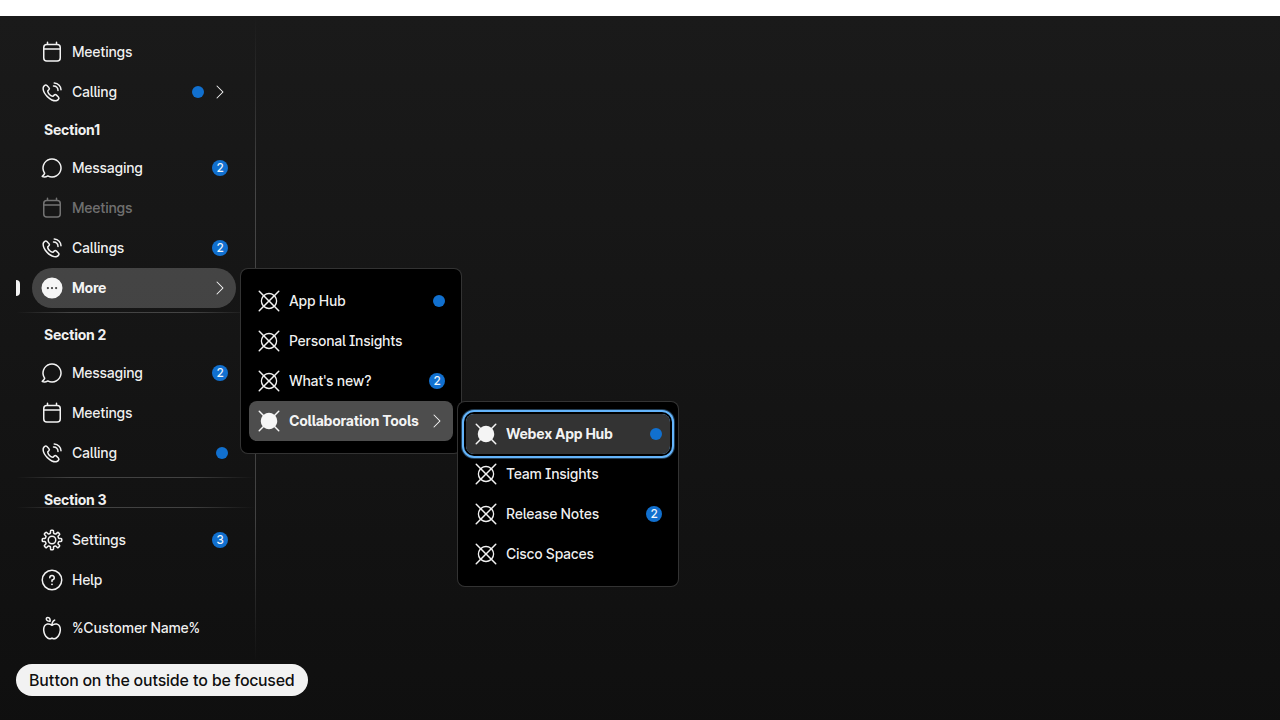 Meetings
Calling
Section1
Messaging 2
Meetings
Callings 2
More
App Hub
Personal Insights
What's new? 2
Collaboration Tools
Webex App Hub
Team Insights
Release Notes 2
Cisco Spaces
Section 2
Messaging 2
Meetings
Calling
Section 3
Settings 3
Help
%Customer Name%
Button on the outside to be focused